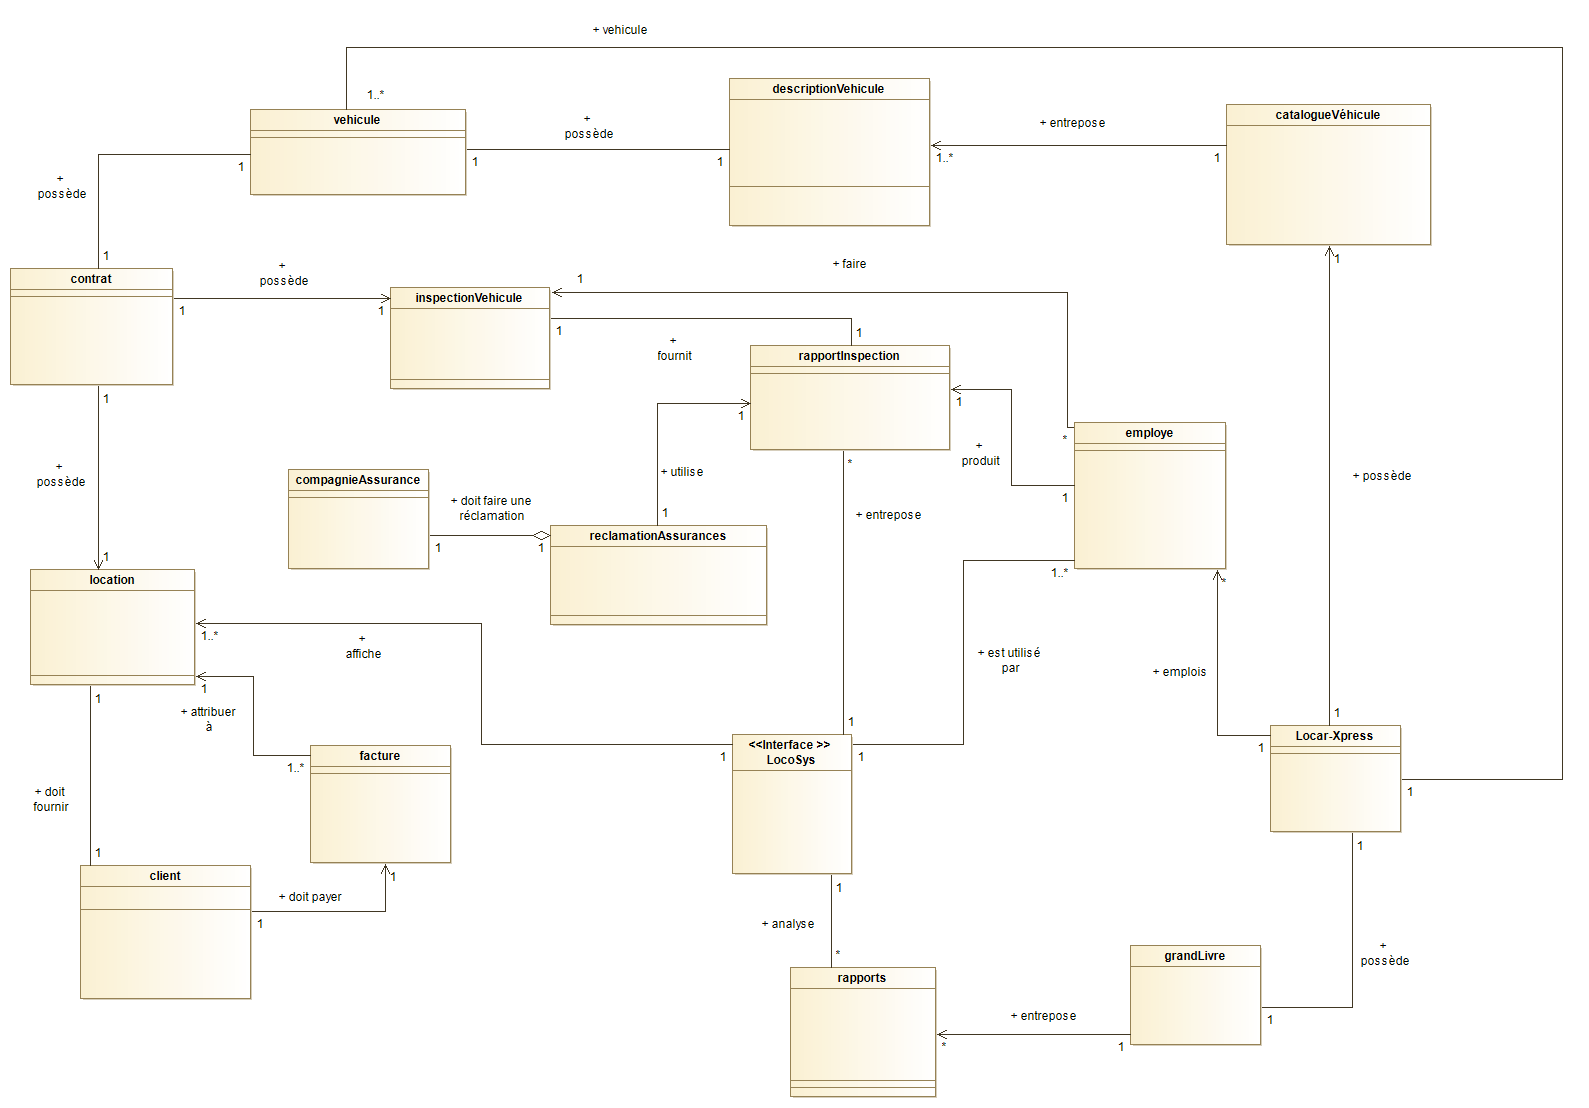 + vehicule
1..*
descriptionVehicule
vehicule
catalogueVéhicule
+
possède
+ entrepose
1
1
1
1..*
1
+
possède
1
contrat
+
possède
1
1
inspectionVehicule
+ faire
1
1
1
+
fournit
rapportInspection
1
1
+ utilise
1
1
+
produit
employe
*
1
1
+
possède
1
compagnieAssurance
+ doit faire une
réclamation
1
1
reclamationAssurances
*
+ entrepose
1
+ possède
1
location
1..*
+
affiche
1
+ attribuer
à
1..*
facture
1
+ doit
fournir
1
client
+ doit payer
1
1
1..*
+ est utilisé
par
*
+ emplois
1
<<Interface >>
LocoSys
1
1
1
Locar-Xpress
1
1
1
1
+ analyse
*
rapports
grandLivre
+
possède
1
+ entrepose
*
1